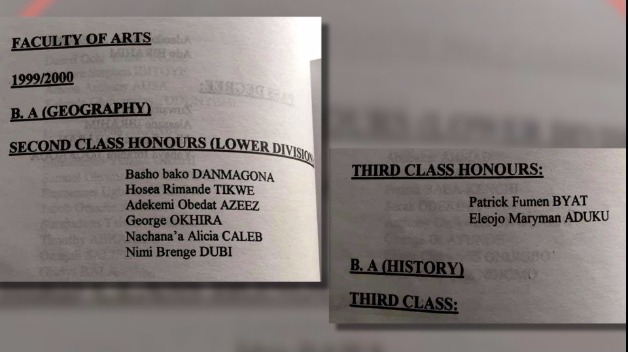 FACULTY OF ARTS
1999/2000
B. A (GEOGRAPHY)
SECOND CLASS HONOURS (LOWER DIVISION
Basho bako DANMAGONA
Hosea Rimande TIKWE
Adekemi Obedat AZEEZ
George OKHIRA
Nachana'a Alicia CALEB
Nimi Brenge DUBI
THIRD CLASS HONOURS:
Patrick Fumen BYAT
Eleojo Maryman ADUKU
B. A (HISTORY)
THIRD CLASS: